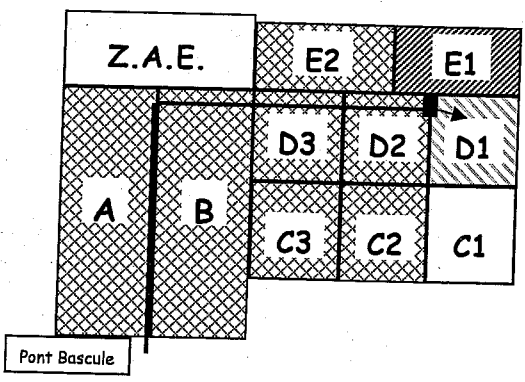 Z.A.E.
E2
E1
D3
D2
D1
A
B
C3
C2
C1
Pont Bascule